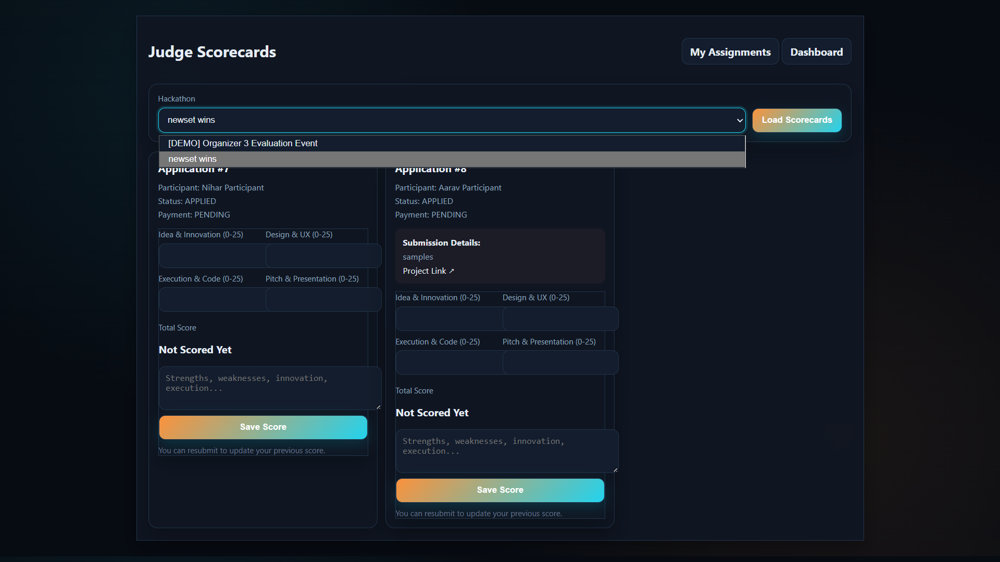 Judge Scorecards
My Assignments
Dashboard
Hackathon
newset wins
Load Scorecards
[DEMO] Organizer 3 Evaluation Event
newset wins
Application #7
Participant: Nihar Participant
Status: APPLIED
Payment: PENDING
Idea & Innovation (0-25)
Design & UX (0-25)
Execution & Code (0-25)
Pitch & Presentation (0-25)
Total Score
Not Scored Yet
Strengths, weaknesses, innovation,
execution...
Save Score
You can resubmit to update your previous score.
Application #8
Participant: Aarav Participant
Status: APPLIED
Payment: PENDING
Submission Details:
samples
Project Link ↗
Idea & Innovation (0-25)
Design & UX (0-25)
Execution & Code (0-25)
Pitch & Presentation (0-25)
Total Score
Not Scored Yet
Strengths, weaknesses, innovation,
execution...
Save Score
You can resubmit to update your previous score.